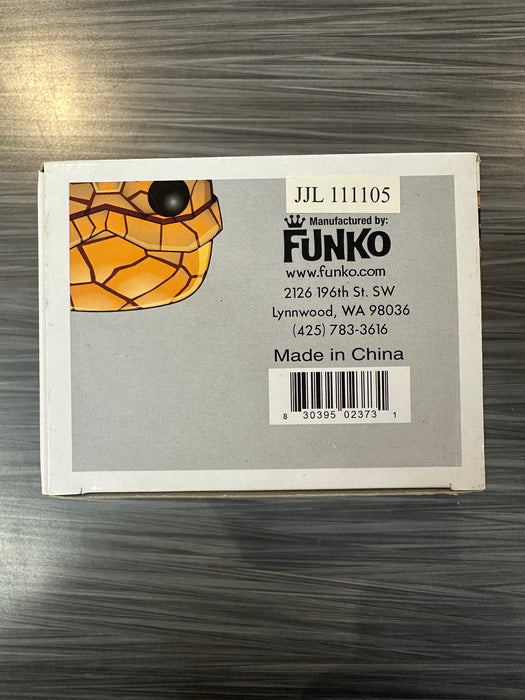 JJL 111105
Manufactured by:
FUNKO
www.funko.com
2126 196th St. SW
Lynnwood, WA 98036
(425) 783-3616
Made in China
8 30395 02373 1